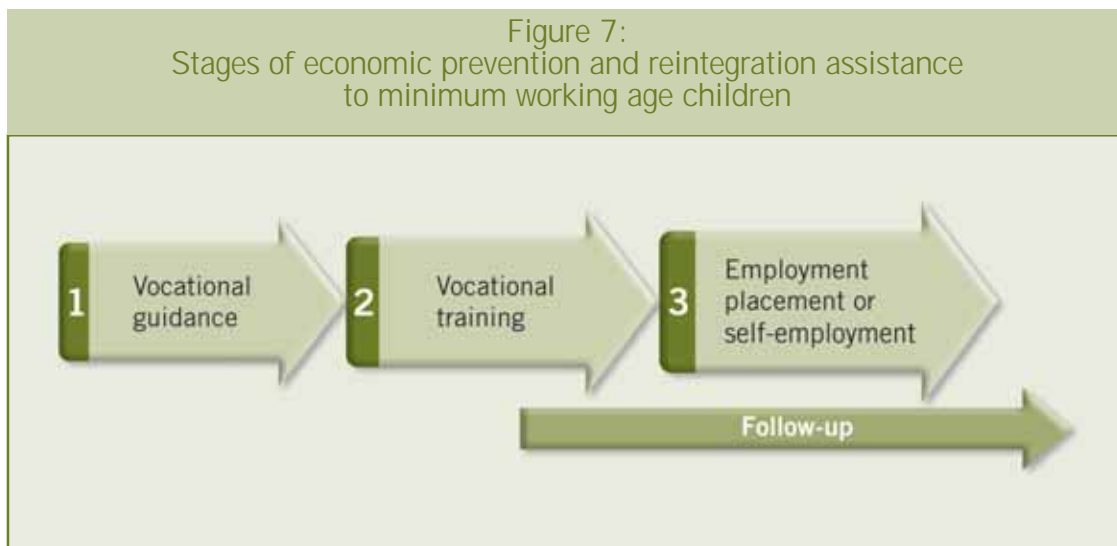 Figure 7:
Stages of economic prevention and reintegration assistance
to minimum working age children
1
Vocational
guidance
2
Vocational
training
3
Employment
placement or
self-employment
Follow-up